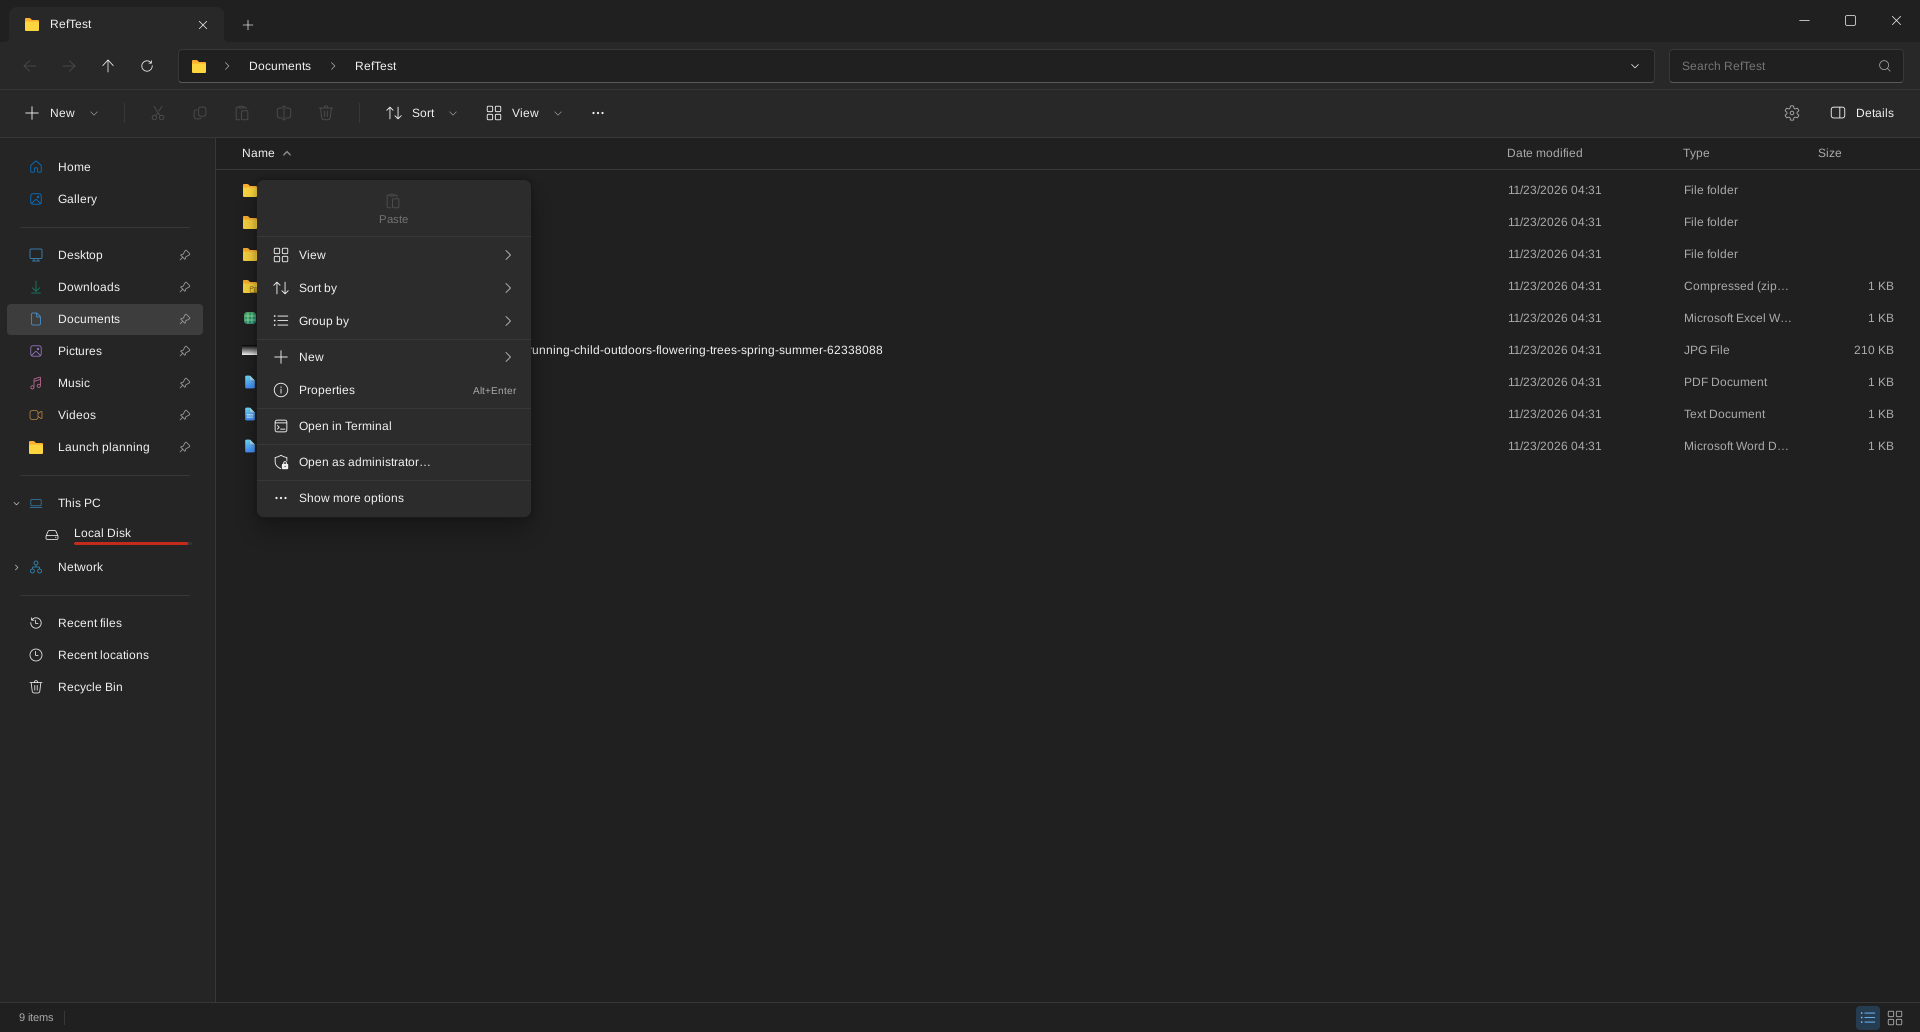 RefTest
Documents
RefTest
Search RefTest
New
Sort
View
Details
Name
Date modified
Type
Size
Home
Gallery
Desktop
Downloads
Documents
Pictures
Music
Videos
Launch planning
This PC
Local Disk
Network
Recent files
Recent locations
Recycle Bin
Paste
View
Sort by
Group by
New
Properties Alt+Enter
Open in Terminal
Open as administrator…
Show more options
11/23/2026 04:31 File folder
11/23/2026 04:31 File folder
11/23/2026 04:31 File folder
11/23/2026 04:31 Compressed (zip… 1 KB
11/23/2026 04:31 Microsoft Excel W… 1 KB
unning-child-outdoors-flowering-trees-spring-summer-62338088 11/23/2026 04:31 JPG File 210 KB
11/23/2026 04:31 PDF Document 1 KB
11/23/2026 04:31 Text Document 1 KB
11/23/2026 04:31 Microsoft Word D… 1 KB
9 items